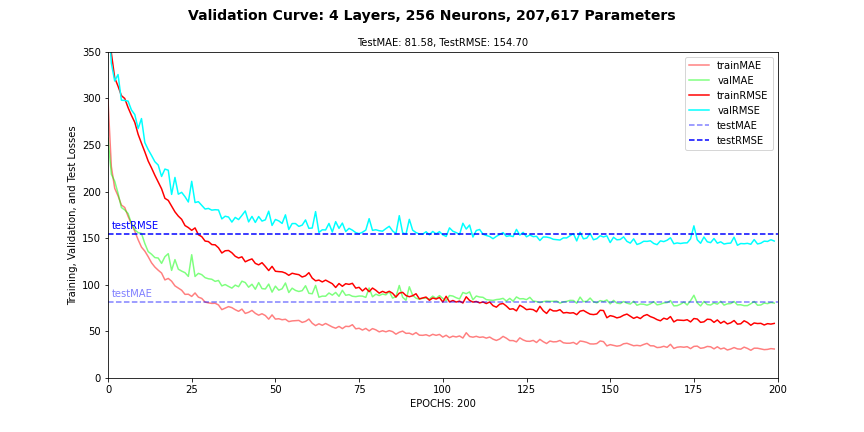 Validation Curve: 4 Layers, 256 Neurons, 207,617 Parameters
TestMAE: 81.58, TestRMSE: 154.70
Training, Validation, and Test Losses
350
300
250
200
150
100
50
0
testRMSE
testMAE
trainMAE
valMAE
trainRMSE
valRMSE
testMAE
testRMSE
0 25 50 75 100 125 150 175 200
EPOCHS: 200